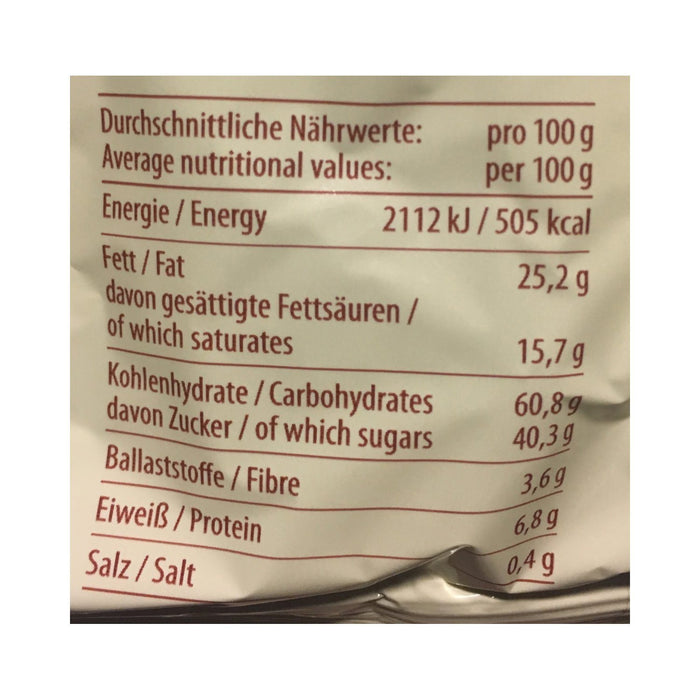 Durchschnittliche Nährwerte: pro 100 g
Average nutritional values: per 100 g
Energie / Energy 2112 kJ / 505 kcal
Fett / Fat 25,2 g
davon gesättigte Fettsäuren /
of which saturates 15,7 g
Kohlenhydrate / Carbohydrates 60,8 g
davon Zucker / of which sugars 40,3 g
Ballaststoffe / Fibre 3,6 g
Eiweiß / Protein 6,8 g
Salz / Salt 0,4 g